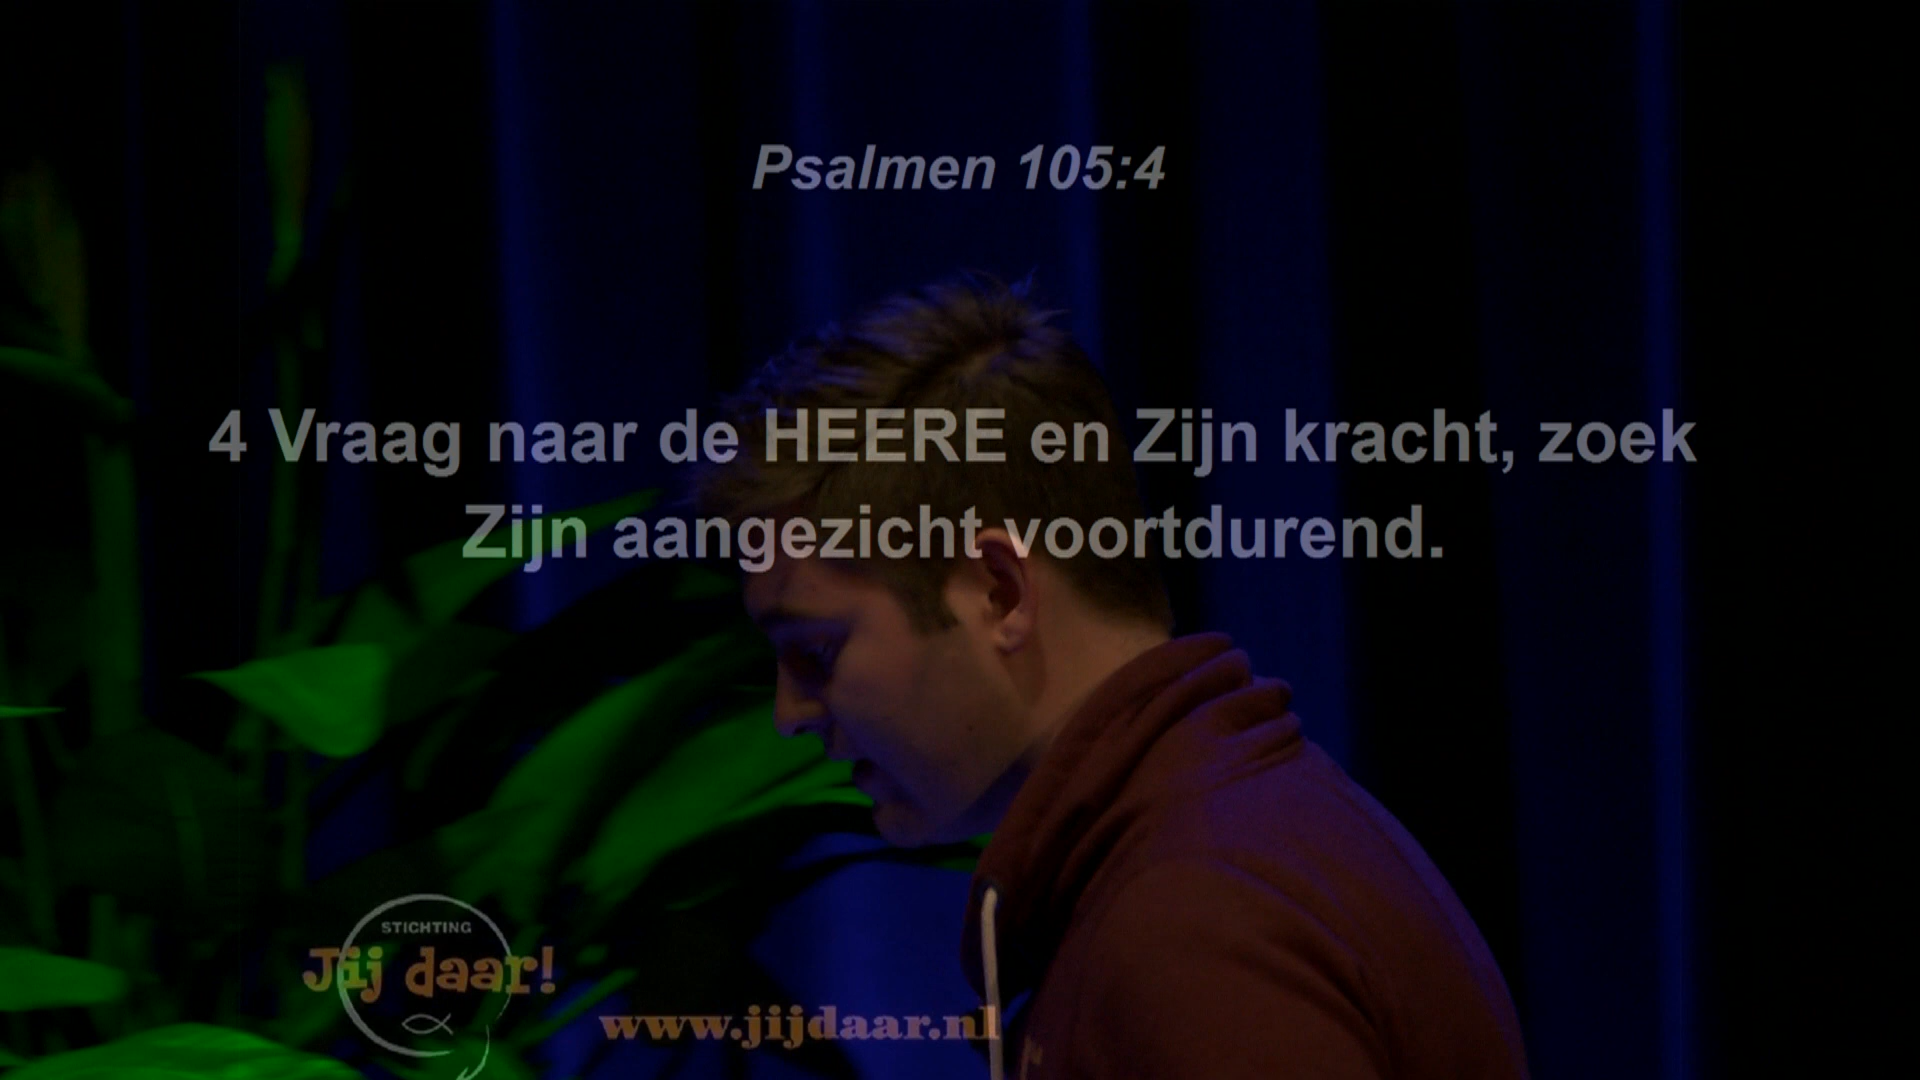 Psalmen 105:4
4 Vraag naar de HEERE en Zijn kracht, zoek
Zijn aangezicht voortdurend.
STICHTING
Jij daar!
www.jijdaar.nl